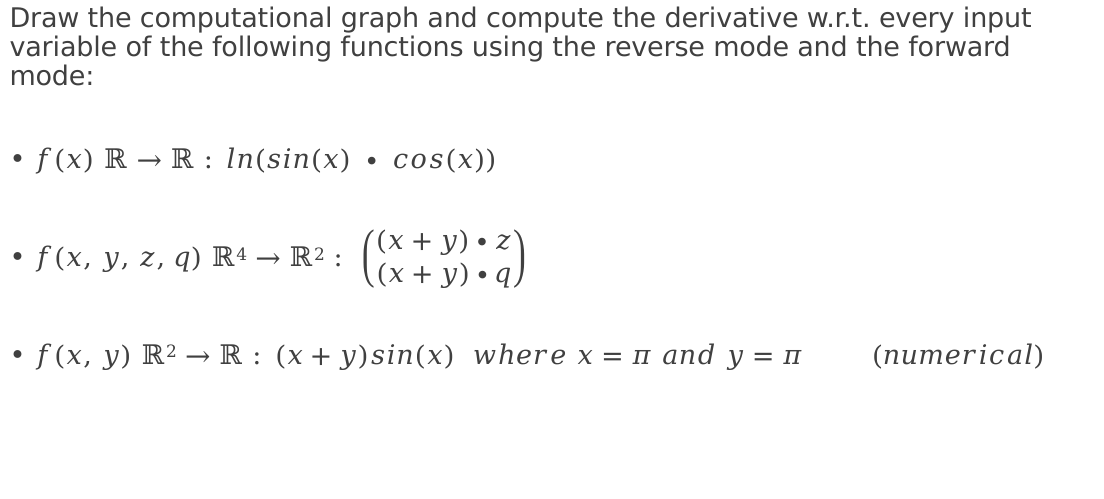 Draw the computational graph and compute the derivative w.r.t. every input
variable of the following functions using the reverse mode and the forward
mode:
• f(x) ℝ → ℝ : ln(sin(x) • cos(x))
• f(x, y, z, q) ℝ⁴ → ℝ² : ((x + y) • z
(x + y) • q)
• f(x, y) ℝ² → ℝ : (x + y)sin(x) where x = π and y = π (numerical)